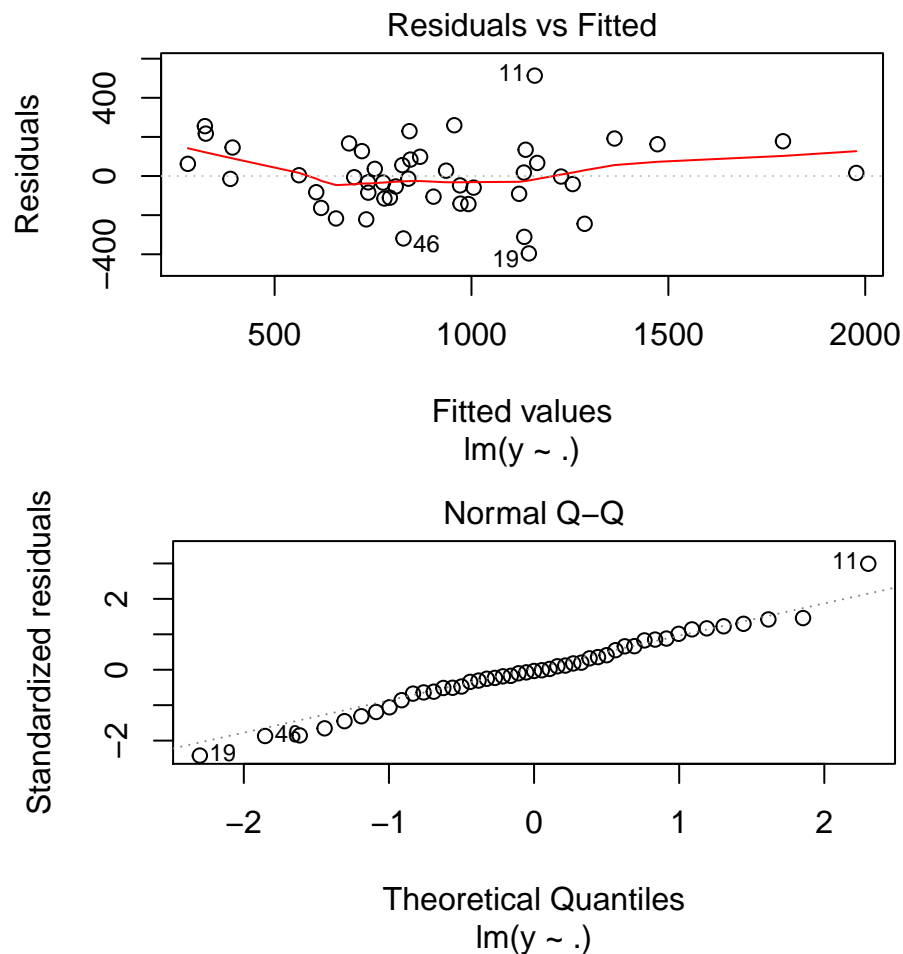 Residuals vs Fitted
Residuals
400
0
−400
11
46
19
500 1000 1500 2000
Fitted values
lm(y ~ .)
Normal Q−Q
Standardized residuals
2
0
−2
11
46
19
−2 −1 0 1 2
Theoretical Quantiles
lm(y ~ .)